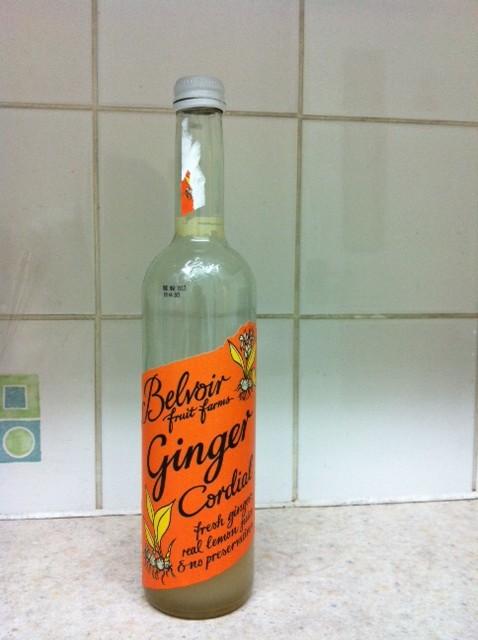 Belvoir
fruit farms
Ginger
Cordial
fresh ginger
real lemon juice
& no preservatives